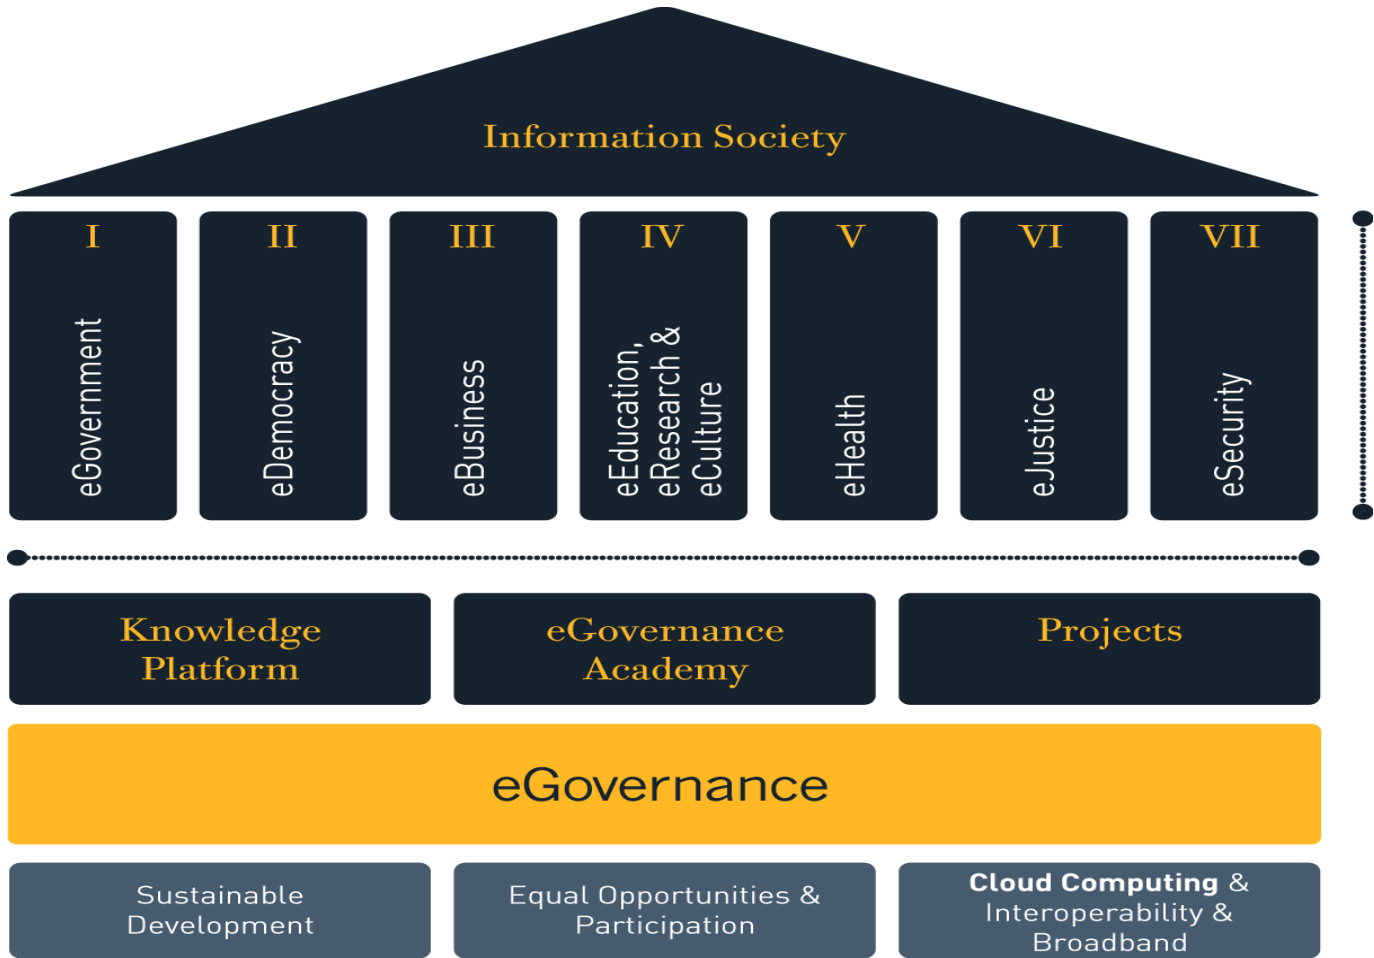 Information Society
I
eGovernment
II
eDemocracy
III
eBusiness
IV
eEducation,
eResearch &
eCulture
V
eHealth
VI
eJustice
VII
eSecurity
Knowledge
Platform
eGovernance
Academy
Projects
eGovernance
Sustainable
Development
Equal Opportunities &
Participation
Cloud Computing &
Interoperability &
Broadband